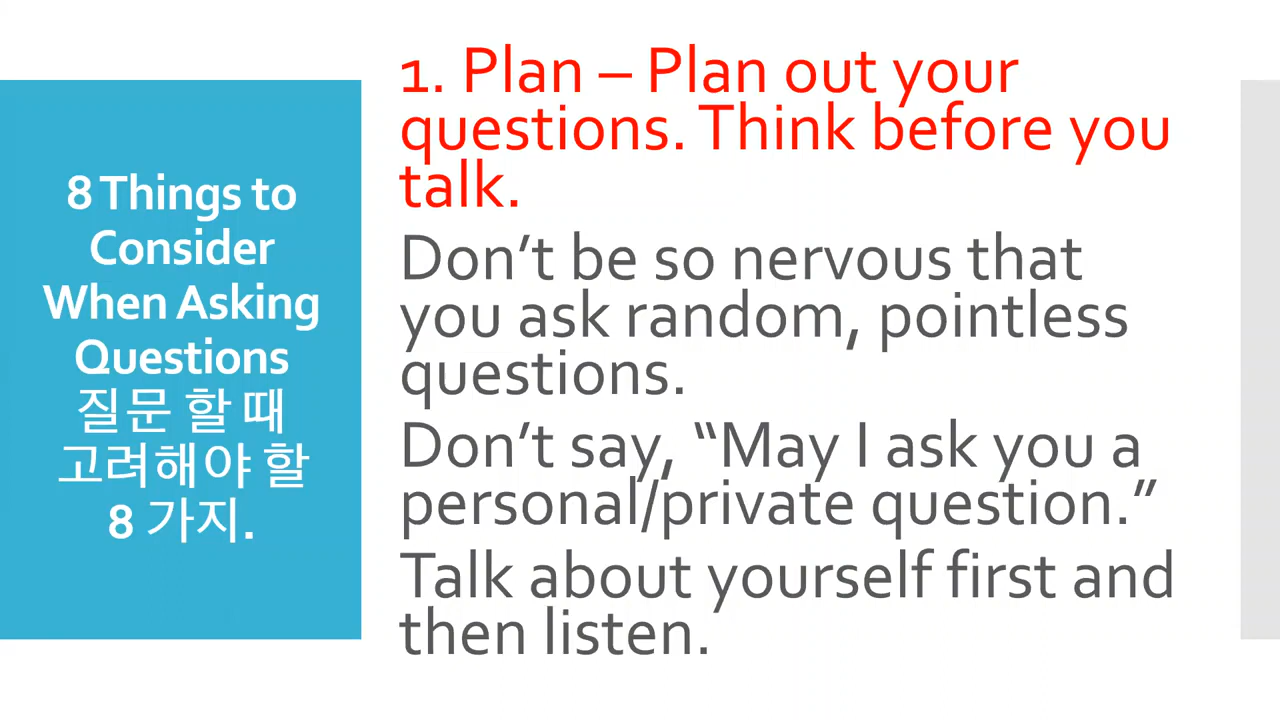 8 Things to
Consider
When Asking
Questions
질문 할 때
고려해야 할
8 가지.
1. Plan – Plan out your
questions. Think before you
talk.
Don’t be so nervous that
you ask random, pointless
questions.
Don’t say, “May I ask you a
personal/private question.”
Talk about yourself first and
then listen.